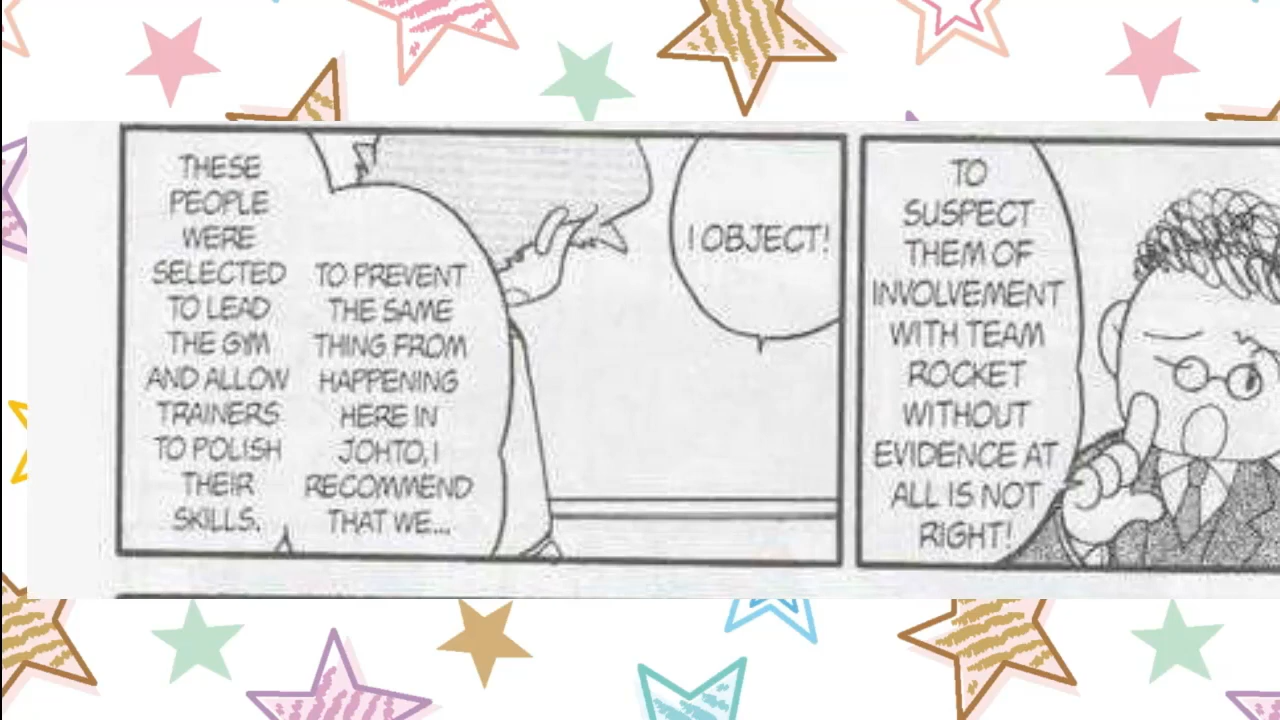 THESE
PEOPLE
WERE
SELECTED
TO LEAD
THE GYM
AND ALLOW
TRAINERS
TO POLISH
THEIR
SKILLS.
TO PREVENT
THE SAME
THING FROM
HAPPENING
HERE IN
JOHTO, I
RECOMMEND
THAT WE...
I OBJECT!
TO
SUSPECT
THEM OF
INVOLVEMENT
WITH TEAM
ROCKET
WITHOUT
EVIDENCE AT
ALL IS NOT
RIGHT!